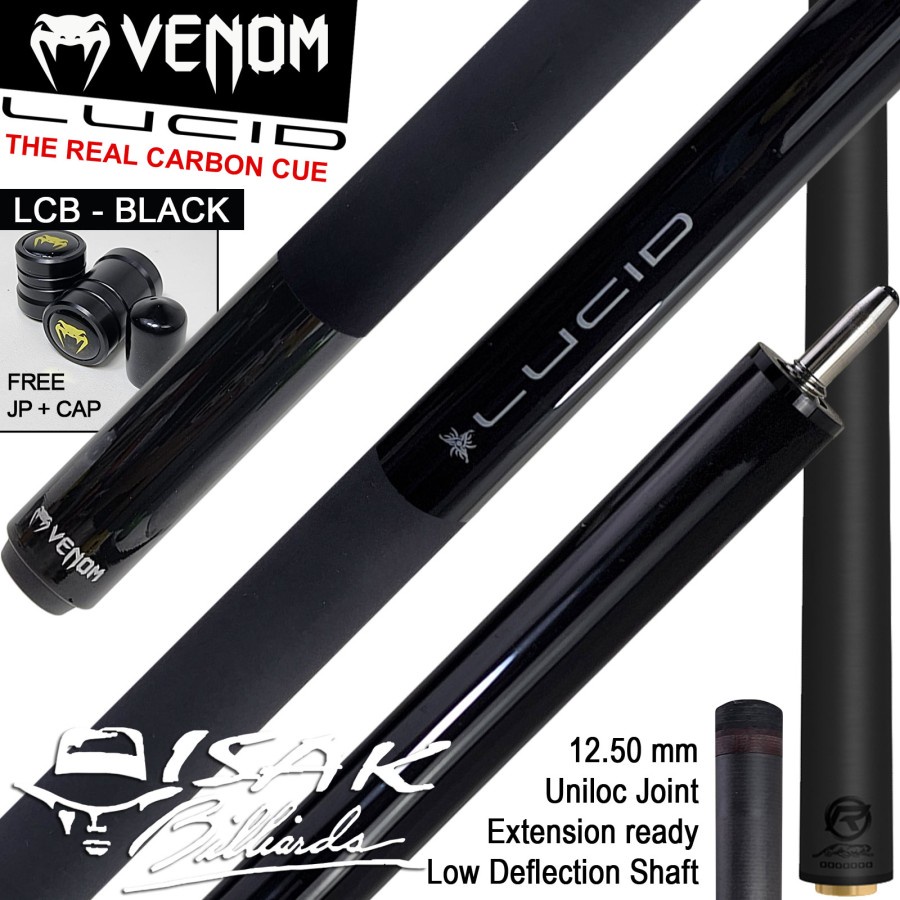 VENOM
LUCID
THE REAL CARBON CUE
LCB - BLACK
FREE
JP + CAP
LUCID
VENOM
ISAK
Billiards
12.50 mm
Uniloc Joint
Extension ready
Low Deflection Shaft
R